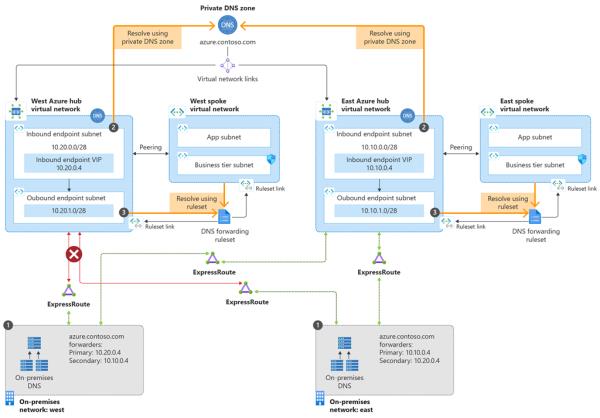 Private DNS zone
DNS
azure.contoso.com
Resolve using
private DNS zone
Resolve using
private DNS zone
Virtual network links
West Azure hub
virtual network
DNS
West spoke
virtual network
East Azure hub
virtual network
DNS
East spoke
virtual network
2
Inbound endpoint subnet
10.20.0.0/28
Inbound endpoint VIP
10.20.0.4
Peering
App subnet
Business tier subnet
2
Inbound endpoint subnet
10.10.0.0/28
Inbound endpoint VIP
10.10.0.4
Peering
App subnet
Business tier subnet
Outbound endpoint subnet
10.20.1.0/28
3
Resolve using
ruleset
Ruleset link
Ruleset link
DNS forwarding
ruleset
Outbound endpoint subnet
10.10.1.0/28
3
Resolve using
ruleset
Ruleset link
Ruleset link
DNS forwarding
ruleset
ExpressRoute
ExpressRoute
ExpressRoute
ExpressRoute
1
On-premises
DNS
azure.contoso.com
forwarders:
Primary: 10.20.0.4
Secondary: 10.10.0.4
On-premises
network: west
1
On-premises
DNS
azure.contoso.com
forwarders:
Primary: 10.10.0.4
Secondary: 10.20.0.4
On-premises
network: east